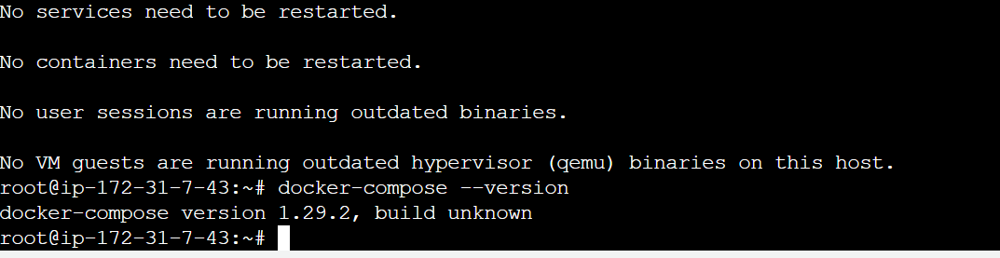 No services need to be restarted.
No containers need to be restarted.
No user sessions are running outdated binaries.
No VM guests are running outdated hypervisor (qemu) binaries on this host.
root@ip-172-31-7-43:~# docker-compose --version
docker-compose version 1.29.2, build unknown
root@ip-172-31-7-43:~#